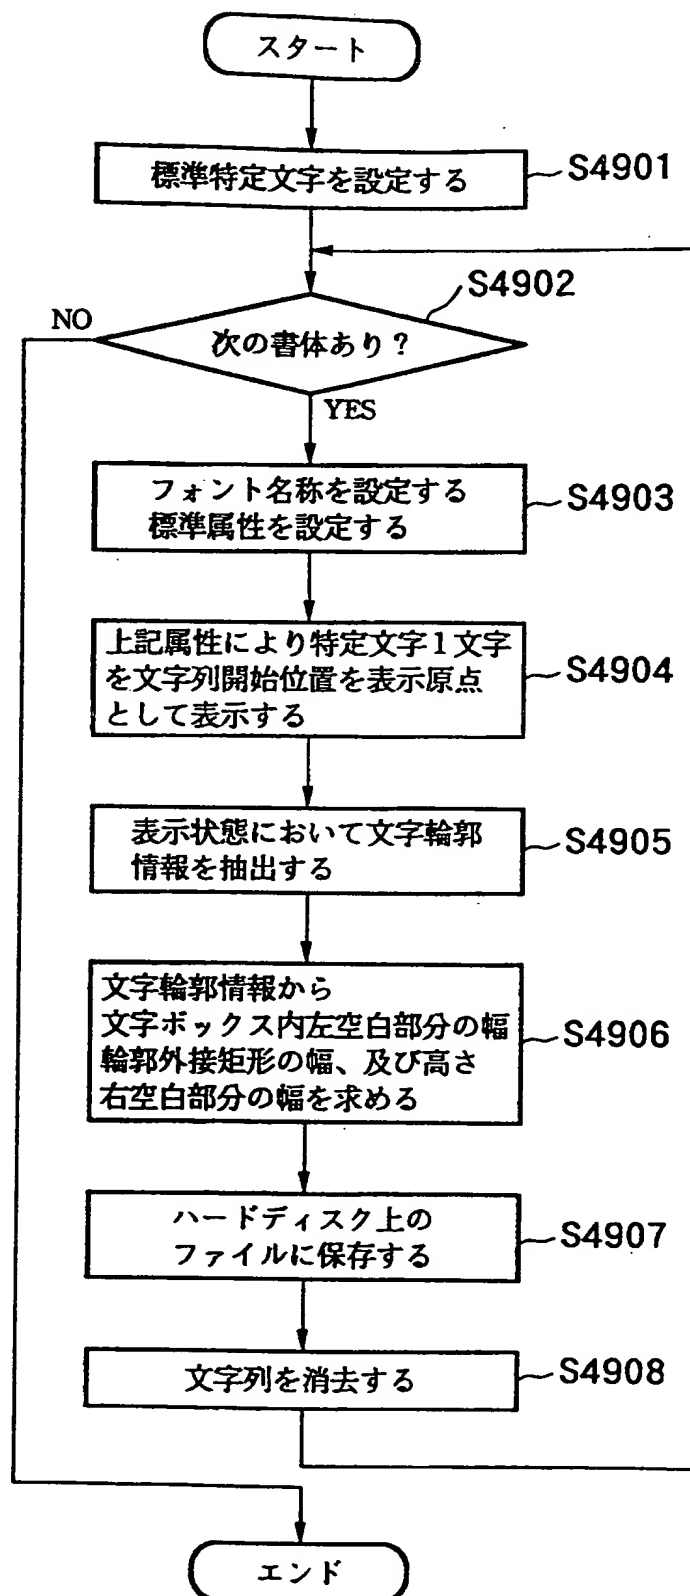 スタート
標準特定文字を設定する
S4901
S4902
NO
次の書体あり?
YES
フォント名称を設定する
標準属性を設定する
S4903
上記属性により特定文字1文字
を文字列開始位置を表示原点
として表示する
S4904
表示状態において文字輪郭
情報を抽出する
S4905
文字輪郭情報から
文字ボックス内左空白部分の幅
輪郭外接矩形の幅、及び高さ
右空白部分の幅を求める
S4906
ハードディスク上の
ファイルに保存する
S4907
文字列を消去する
S4908
エンド